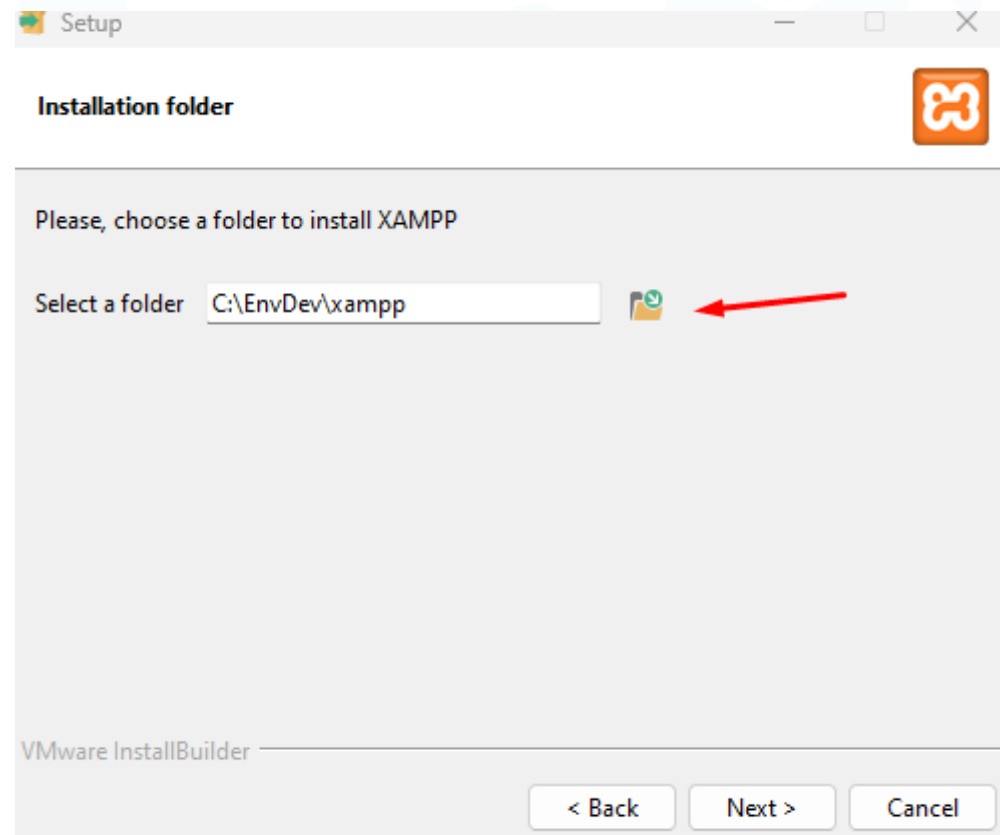 Setup
Installation folder
Please, choose a folder to install XAMPP
Select a folder C:\EnvDev\xampp
VMware InstallBuilder
< Back Next > Cancel